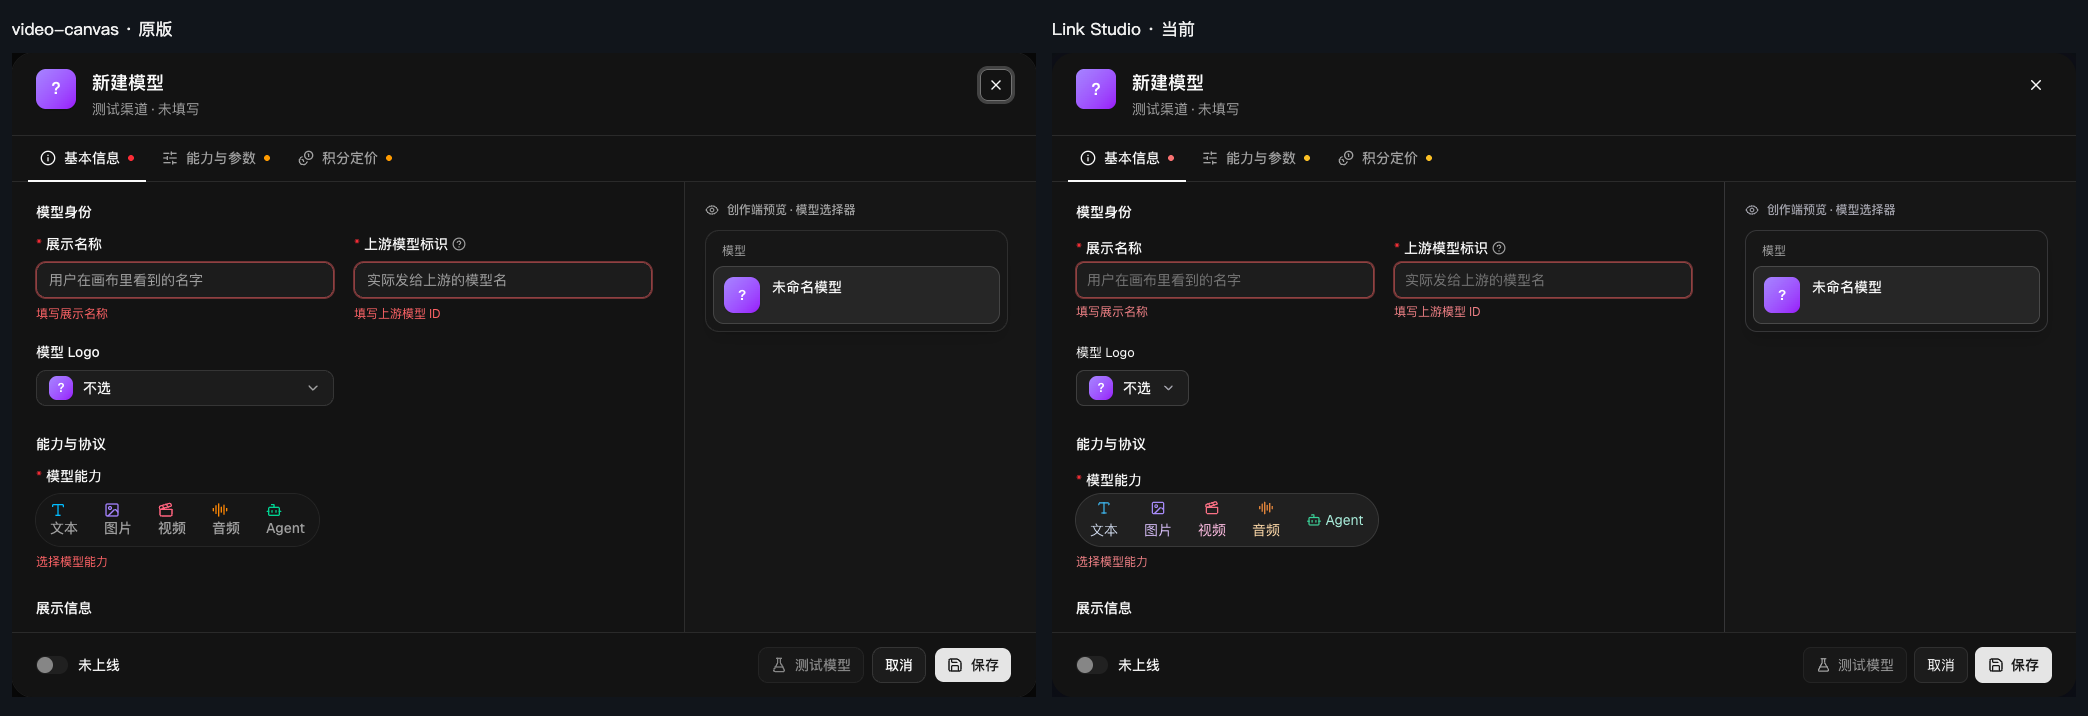 video-canvas · 原版
?
新建模型
测试渠道 · 未填写
基本信息
能力与参数
积分定价
模型身份
* 展示名称
* 上游模型标识 ?
用户在画布里看到的名字
实际发给上游的模型名
填写展示名称
填写上游模型 ID
模型 Logo
? 不选
能力与协议
* 模型能力
文本
图片
视频
音频
Agent
选择模型能力
展示信息
创作端预览 · 模型选择器
模型
? 未命名模型
未上线
测试模型
取消
保存
Link Studio · 当前
?
新建模型
测试渠道 · 未填写
基本信息
能力与参数
积分定价
模型身份
* 展示名称
* 上游模型标识 ?
用户在画布里看到的名字
实际发给上游的模型名
填写展示名称
填写上游模型 ID
模型 Logo
? 不选
能力与协议
* 模型能力
文本
图片
视频
音频
Agent
选择模型能力
展示信息
创作端预览 · 模型选择器
模型
? 未命名模型
未上线
测试模型
取消
保存